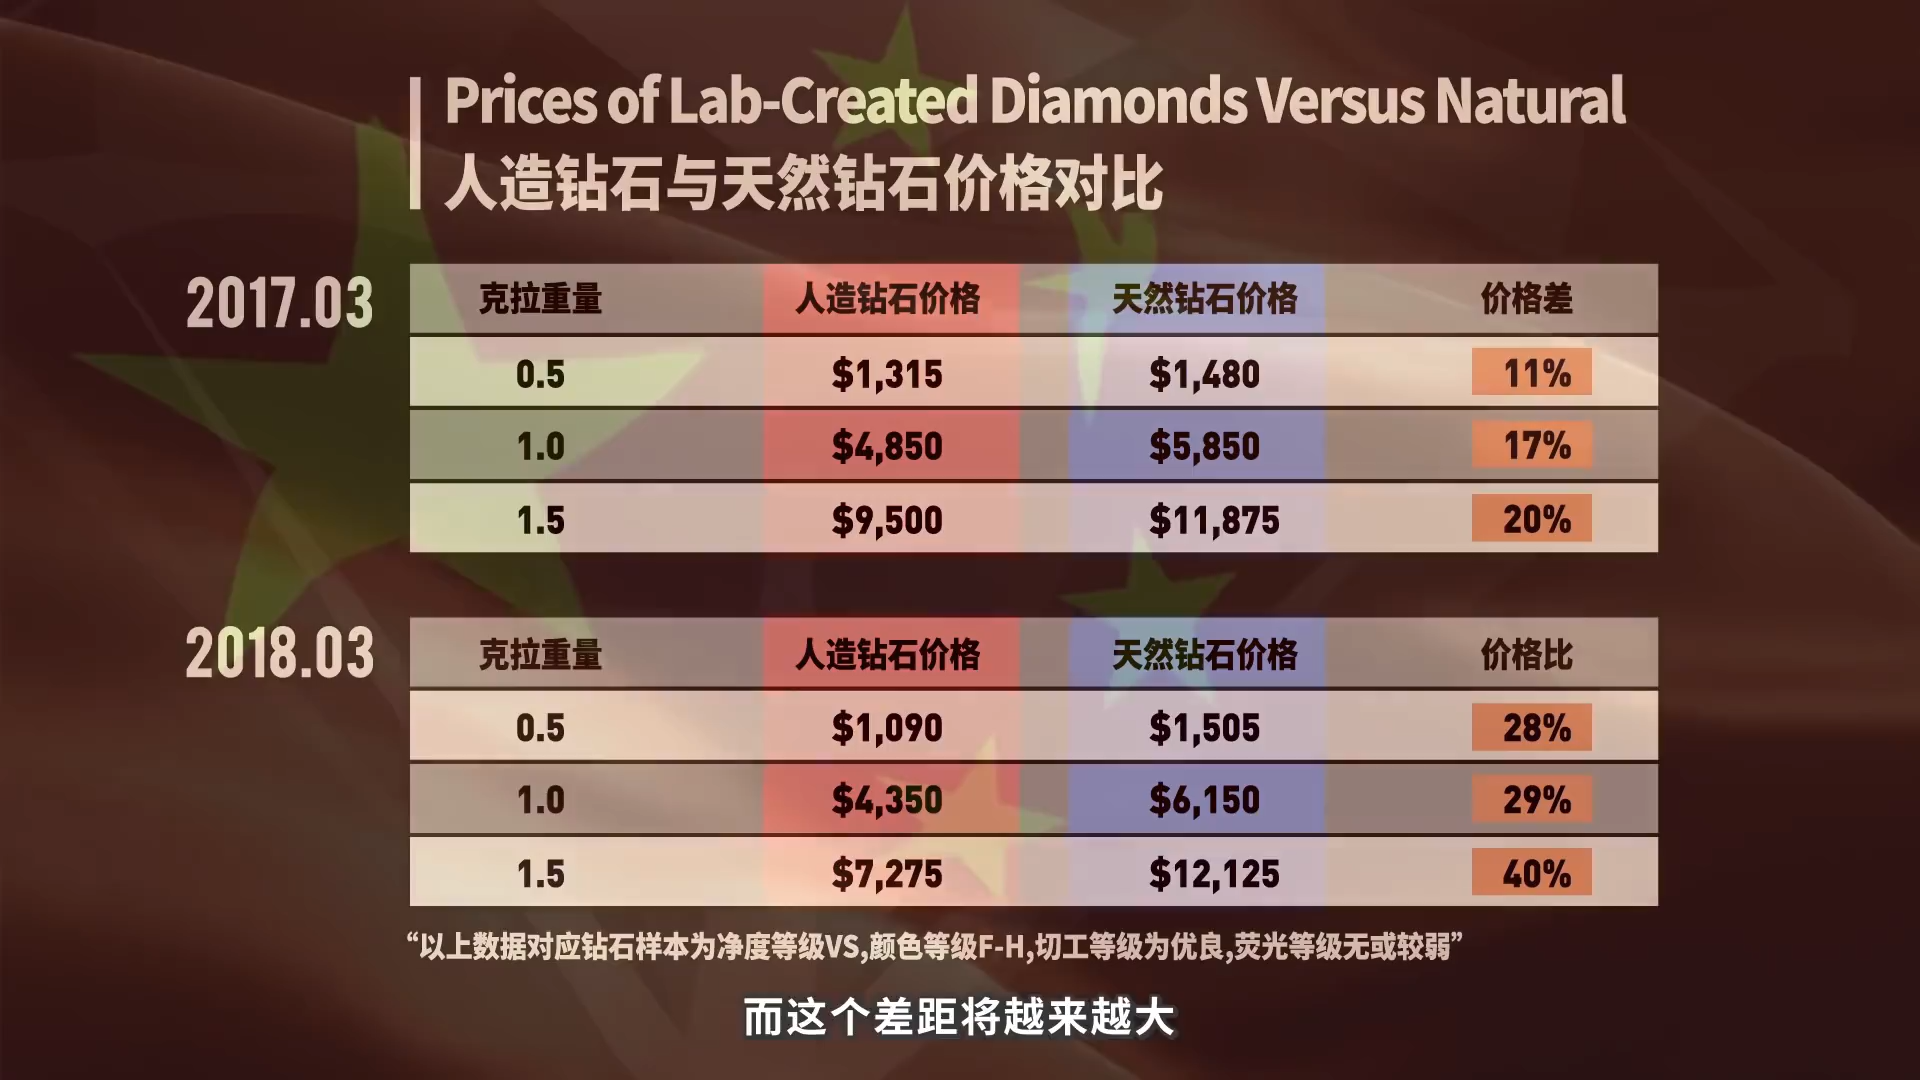 Prices of Lab-Created Diamonds Versus Natural
人造钻石与天然钻石价格对比
2017.03
克拉重量 人造钻石价格 天然钻石价格 价格差
0.5 $1,315 $1,480 11%
1.0 $4,850 $5,850 17%
1.5 $9,500 $11,875 20%
2018.03
克拉重量 人造钻石价格 天然钻石价格 价格比
0.5 $1,090 $1,505 28%
1.0 $4,350 $6,150 29%
1.5 $7,275 $12,125 40%
“以上数据对应钻石样本为净度等级VS,颜色等级F-H,切工等级为优良,荧光等级无或较弱”
而这个差距将越来越大